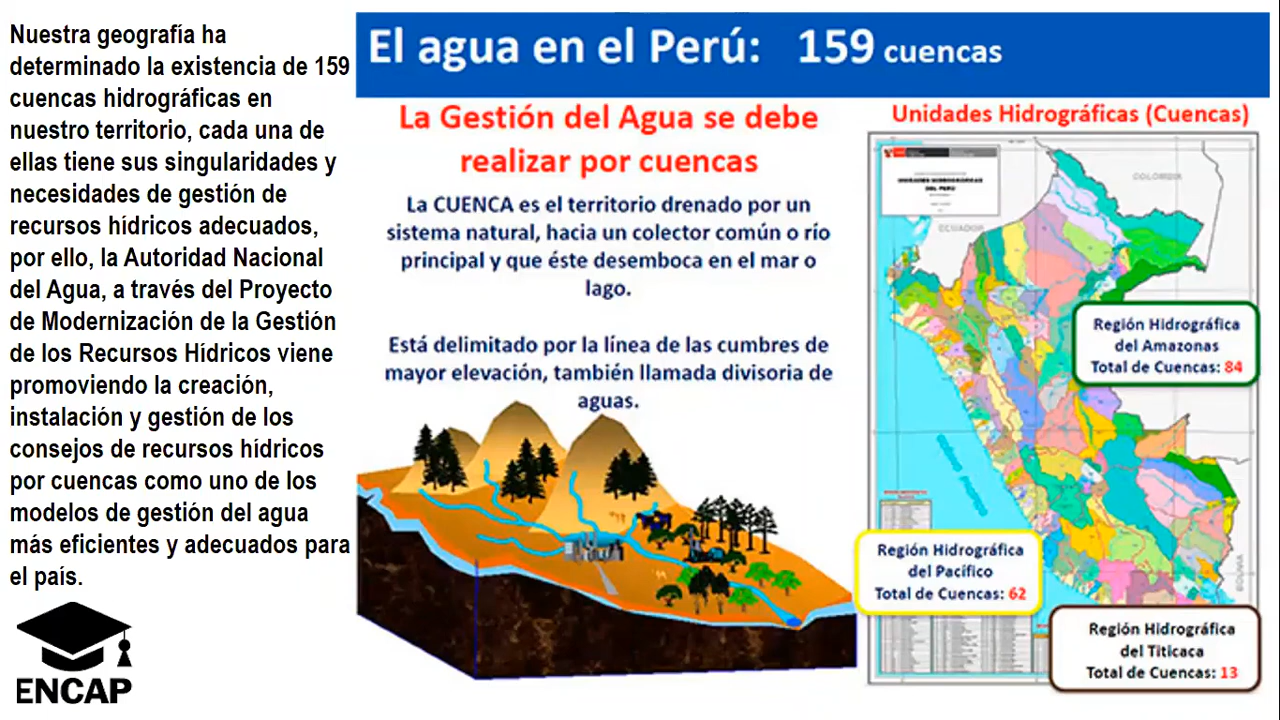 Nuestra geografía ha
determinado la existencia de 159
cuencas hidrográficas en
nuestro territorio, cada una de
ellas tiene sus singularidades y
necesidades de gestión de
recursos hídricos adecuados,
por ello, la Autoridad Nacional
del Agua, a través del Proyecto
de Modernización de la Gestión
de los Recursos Hídricos viene
promoviendo la creación,
instalación y gestión de los
consejos de recursos hídricos
por cuencas como uno de los
modelos de gestión del agua
más eficientes y adecuados para
el país.
ENCAP
El agua en el Perú: 159 cuencas
La Gestión del Agua se debe
realizar por cuencas
La CUENCA es el territorio drenado por un
sistema natural, hacia un colector común o río
principal y que éste desemboca en el mar o
lago.
Está delimitado por la línea de las cumbres de
mayor elevación, también llamada divisoria de
aguas.
Unidades Hidrográficas (Cuencas)
UNIDADES HIDROGRÁFICAS
DEL PERÚ
COLOMBIA
ECUADOR
Región Hidrográfica
del Amazonas
Total de Cuencas: 84
Región Hidrográfica
del Pacífico
Total de Cuencas: 62
BOLIVIA
Región Hidrográfica
del Titicaca
Total de Cuencas: 13